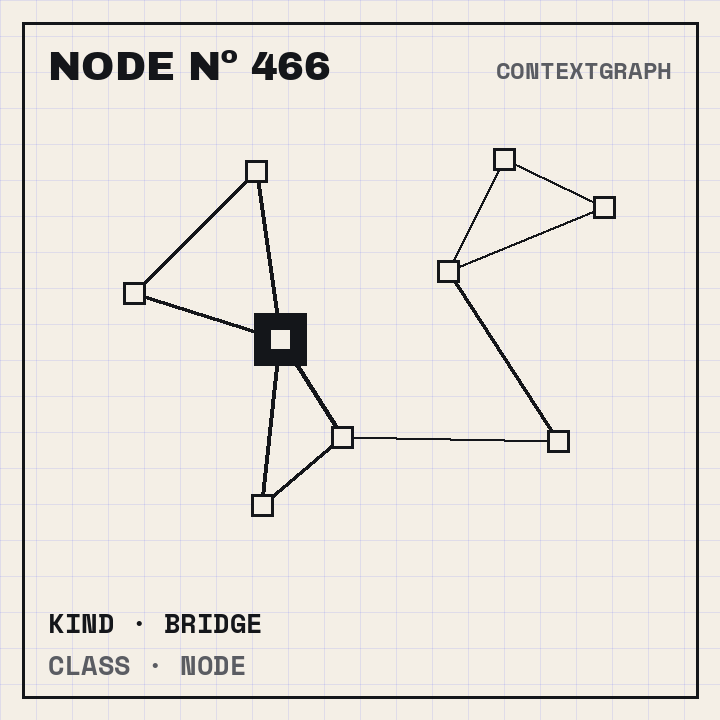 NODE Nº 466
CONTEXTGRAPH
KIND · BRIDGE
CLASS · NODE